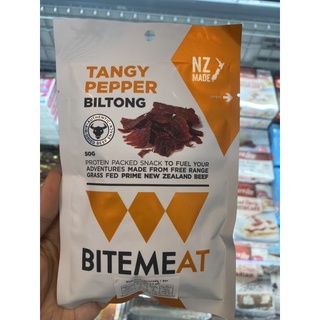 NZ
MADE
TANGY
PEPPER
BILTONG
50G
PROTEIN PACKED SNACK TO FUEL YOUR
ADVENTURES MADE FROM FREE RANGE
GRASS FED PRIME NEW ZEALAND BEEF
BITEMEAT